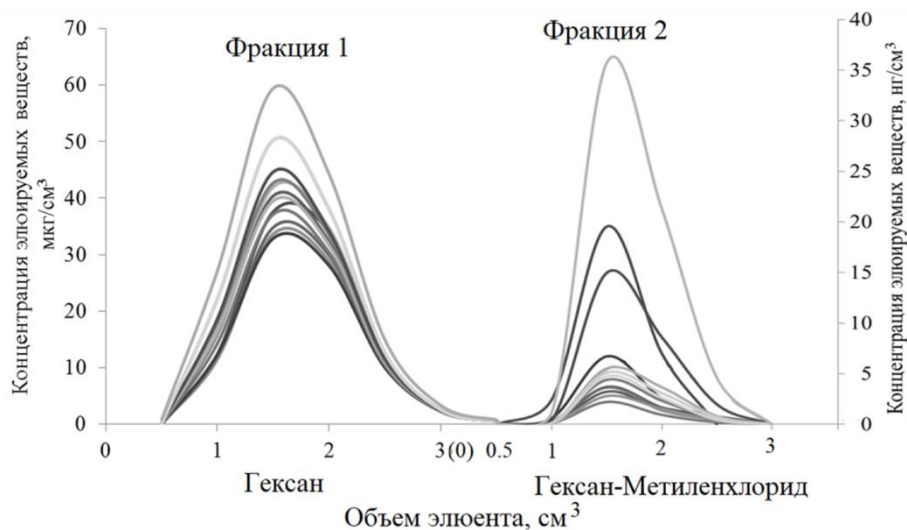 Фракция 1
Фракция 2
Концентрация элюируемых веществ,
мкг/см³
70
60
50
40
30
20
10
0
40
35
30
25
20
15
10
5
0
Концентрация элюируемых веществ, нг/см³
0 1 2 3 (0) 0.5 1 2 3
Гексан
Гексан-Метиленхлорид
Объем элюента, см³